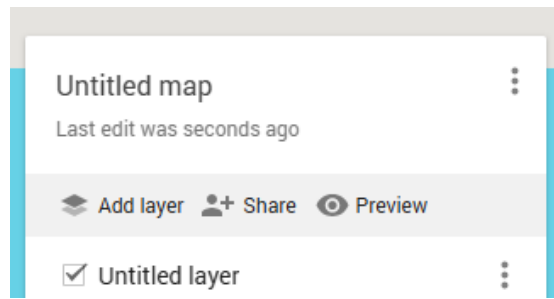 Untitled map
Last edit was seconds ago
Add layer Share Preview
Untitled layer